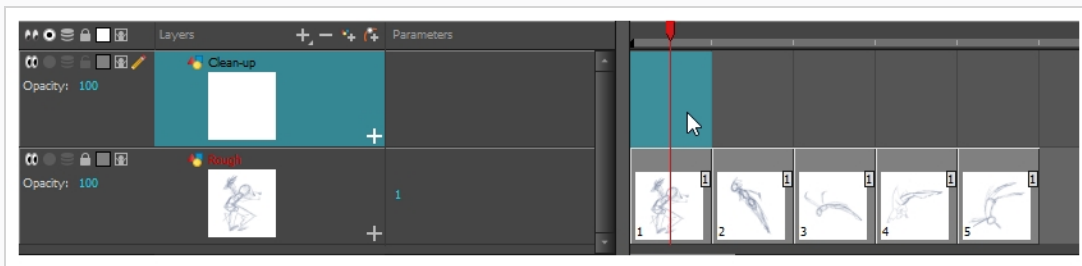 Layers Parameters
Clean-up
Opacity: 100
Rough
Opacity: 100
1
1 1 1 1 1
1 2 3 4 5